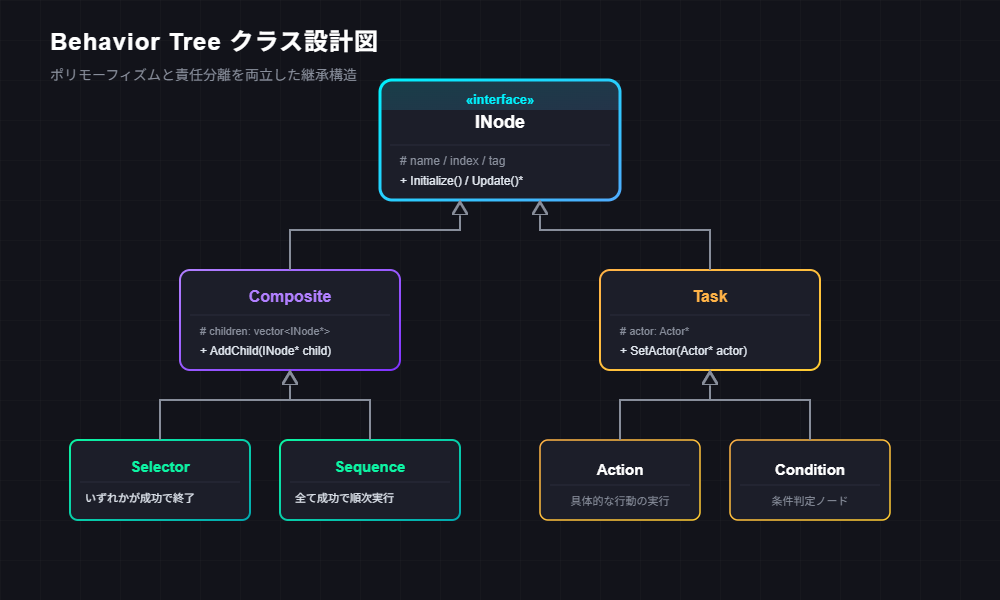 Behavior Tree クラス設計図
ポリモーフィズムと責任分離を両立した継承構造
«interface»
INode
# name / index / tag
+ Initialize() / Update()*
Composite
# children: vector<INode*>
+ AddChild(INode* child)
Task
# actor: Actor*
+ SetActor(Actor* actor)
Selector
いずれかが成功で終了
Sequence
全て成功で順次実行
Action
具体的な行動の実行
Condition
条件判定ノード